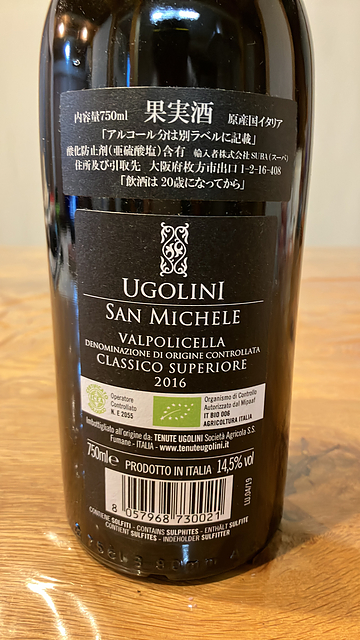 内容量750ml 果実酒 原産国イタリア
「アルコール分は別ラベルに記載」
酸化防止剤(亜硫酸塩)含有 輸入者株式会社SUBA(スーバ)
住所及び引取先 大阪府枚方市出口1-2-16-408
「飲酒は20歳になってから」
UGOLINI
SAN MICHELE
VALPOLICELLA
DENOMINAZIONE DI ORIGINE CONTROLLATA
CLASSICO SUPERIORE
2016
Operatore
Controllato
N. E 2055
Organismo di Controllo
Autorizzato dal Mipaaf
IT BIO 006
AGRICOLTURA ITALIA
Imbottigliato all'origine da: TENUTE UGOLINI Società Agricola S.S.
Fumane - ITALIA - www.tenuteugolini.it
750ml e PRODOTTO IN ITALIA 14,5% vol
8 057968 730021
LU.04/19
CONTIENE SOLFITI - CONTAINS SULPHITES - ENTHÄLT SULFITE
CONTIENT SULFITES - INDEHOLDER SULFITTER